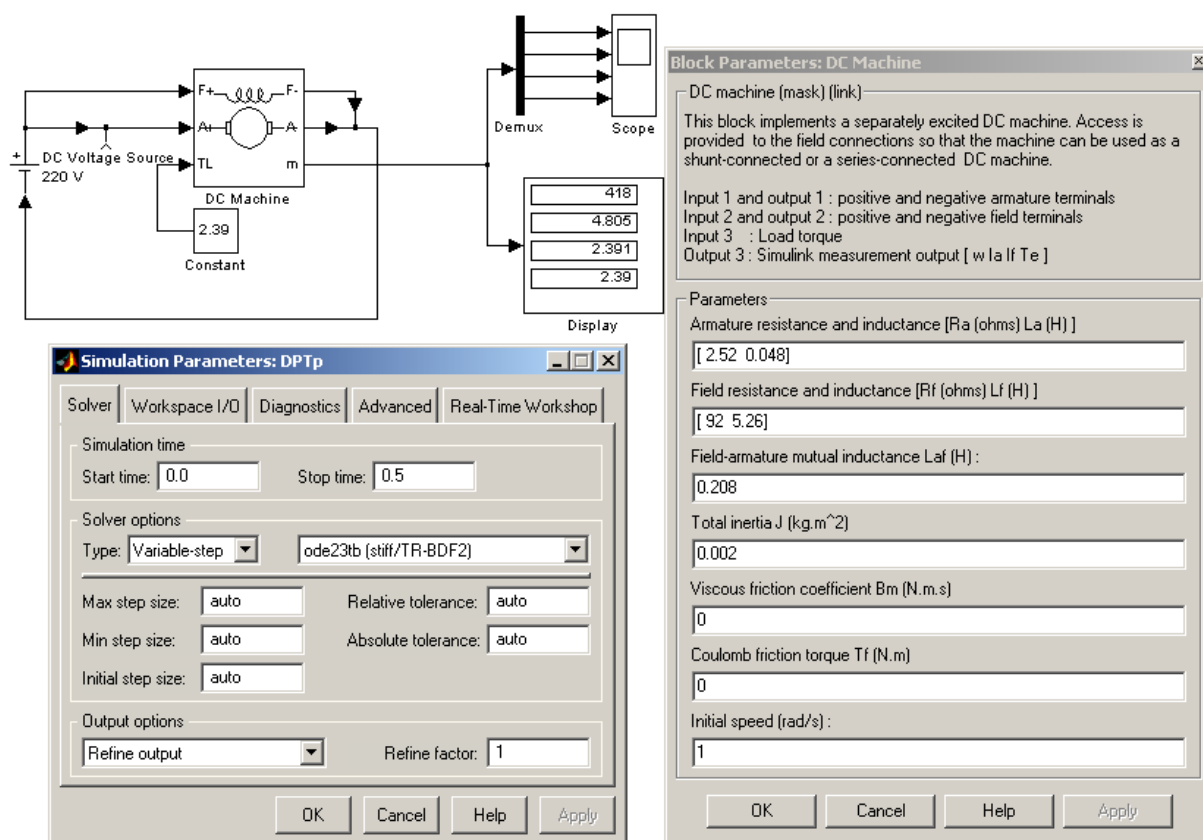 F+
F-
A+
A-
TL
m
DC Voltage Source
220 V
DC Machine
2.39
Constant
Demux
Scope
418
4.805
2.391
2.39
Display
Simulation Parameters: DPTp
Solver
Workspace I/O
Diagnostics
Advanced
Real-Time Workshop
Simulation time
Start time: 0.0
Stop time: 0.5
Solver options
Type: Variable-step
ode23tb (stiff/TR-BDF2)
Max step size: auto
Relative tolerance: auto
Min step size: auto
Absolute tolerance: auto
Initial step size: auto
Output options
Refine output
Refine factor: 1
OK
Cancel
Help
Apply
Block Parameters: DC Machine
DC machine (mask) (link)
This block implements a separately excited DC machine. Access is
provided to the field connections so that the machine can be used as a
shunt-connected or a series-connected DC machine.
Input 1 and output 1 : positive and negative armature terminals
Input 2 and output 2 : positive and negative field terminals
Input 3 : Load torque
Output 3 : Simulink measurement output [ w Ia If Te ]
Parameters
Armature resistance and inductance [Ra (ohms) La (H) ]
[ 2.52 0.048]
Field resistance and inductance [Rf (ohms) Lf (H) ]
[ 92 5.26]
Field-armature mutual inductance Laf (H) :
0.208
Total inertia J (kg.m^2)
0.002
Viscous friction coefficient Bm (N.m.s)
0
Coulomb friction torque Tf (N.m)
0
Initial speed (rad/s) :
1
OK
Cancel
Help
Apply